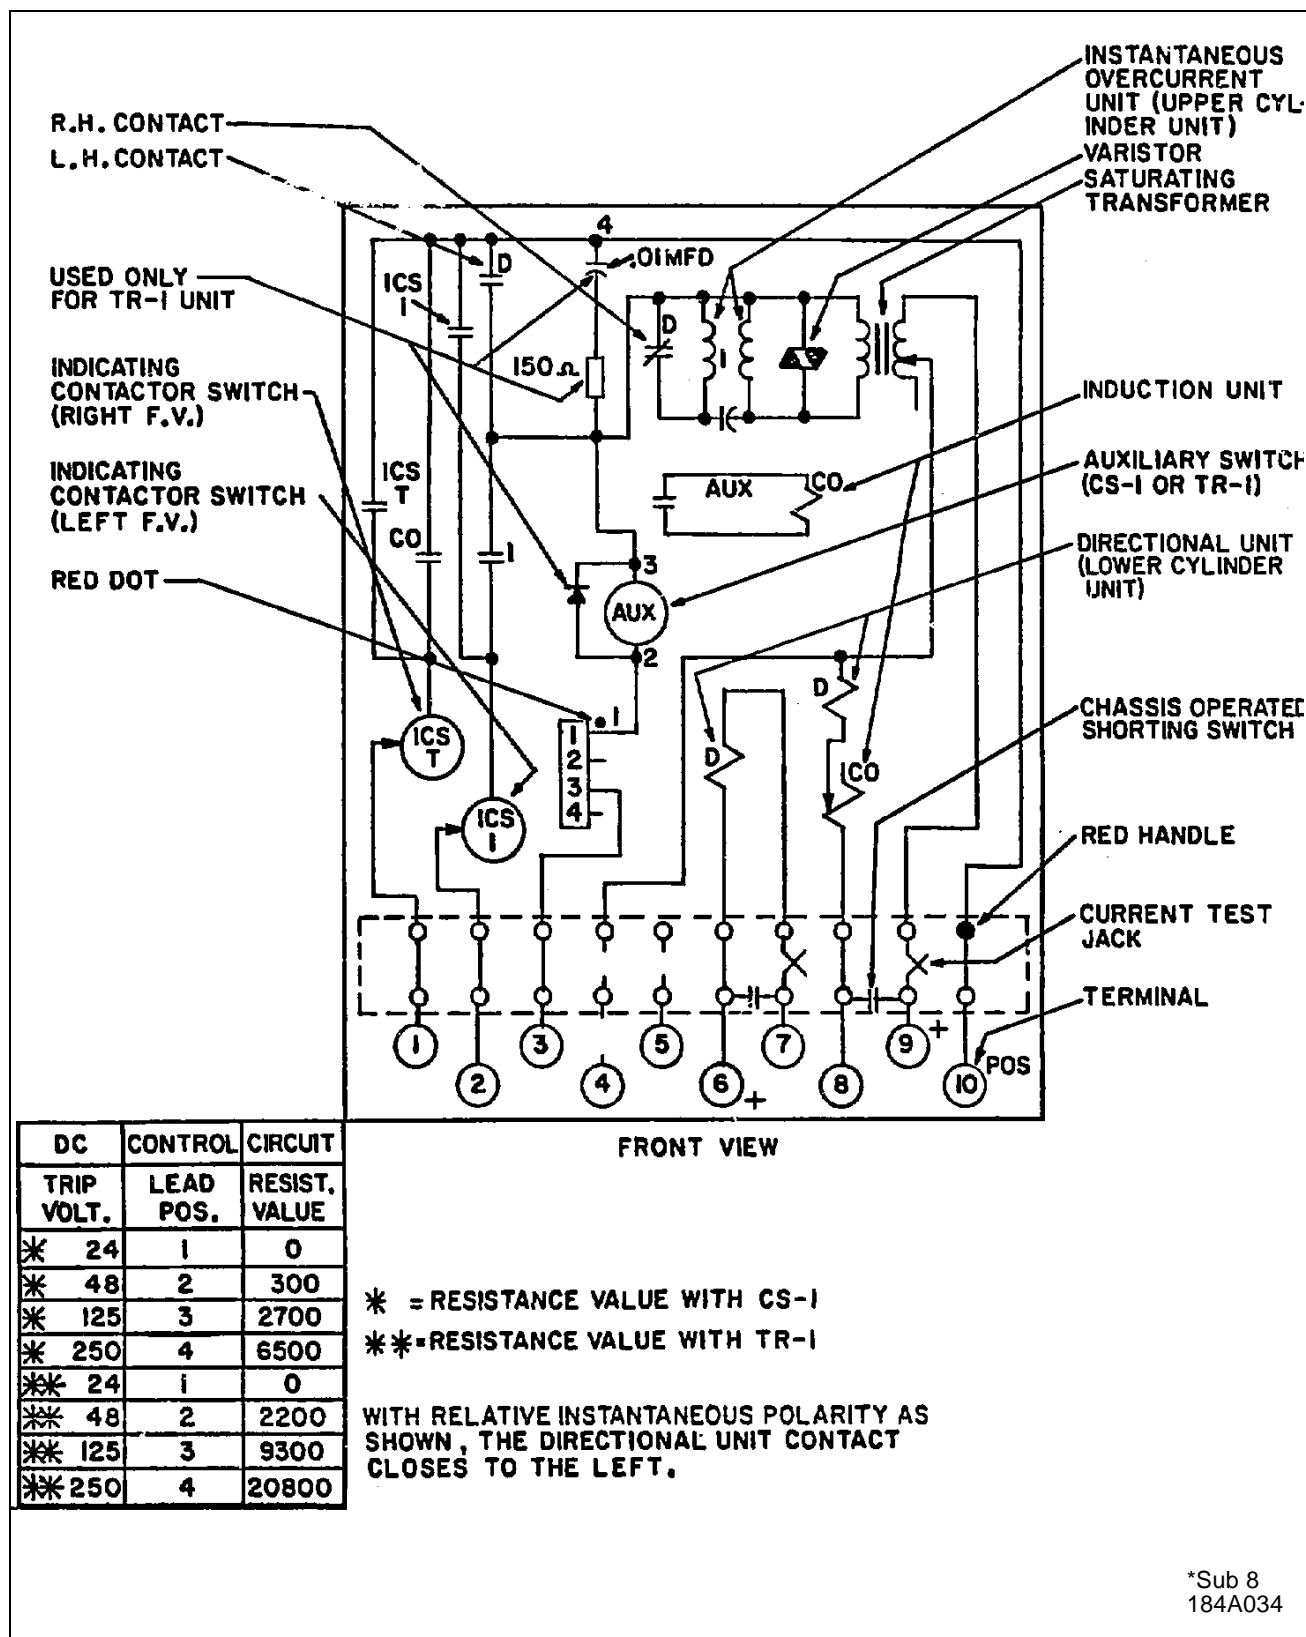 INSTANTANEOUS
OVERCURRENT
UNIT (UPPER CYL-
INDER UNIT)
VARISTOR
SATURATING
TRANSFORMER
R.H. CONTACT
L.H. CONTACT
USED ONLY
FOR TR-1 UNIT
INDICATING
CONTACTOR SWITCH
(RIGHT F.V.)
INDICATING
CONTACTOR SWITCH
(LEFT F.V.)
RED DOT
4
.01MFD
D
ICS
I
D
I
150 Ω
ICS
T
CO
I
AUX
CO
3
AUX
2
INDUCTION UNIT
AUXILIARY SWITCH
(CS-1 OR TR-1)
DIRECTIONAL UNIT
(LOWER CYLINDER
UNIT)
D
D
CO
1
1
2
3
4
ICS
T
ICS
I
CHASSIS OPERATED
SHORTING SWITCH
RED HANDLE
CURRENT TEST
JACK
TERMINAL
1
2
3
4
5
6
+
7
8
9
+
10
POS
FRONT VIEW
DC CONTROL CIRCUIT
TRIP VOLT. LEAD POS. RESIST. VALUE
* 24 1 0
* 48 2 300
* 125 3 2700
* 250 4 6500
** 24 1 0
** 48 2 2200
** 125 3 9300
** 250 4 20800
* = RESISTANCE VALUE WITH CS-1
** = RESISTANCE VALUE WITH TR-1
WITH RELATIVE INSTANTANEOUS POLARITY AS
SHOWN, THE DIRECTIONAL UNIT CONTACT
CLOSES TO THE LEFT.
*Sub 8
184A034